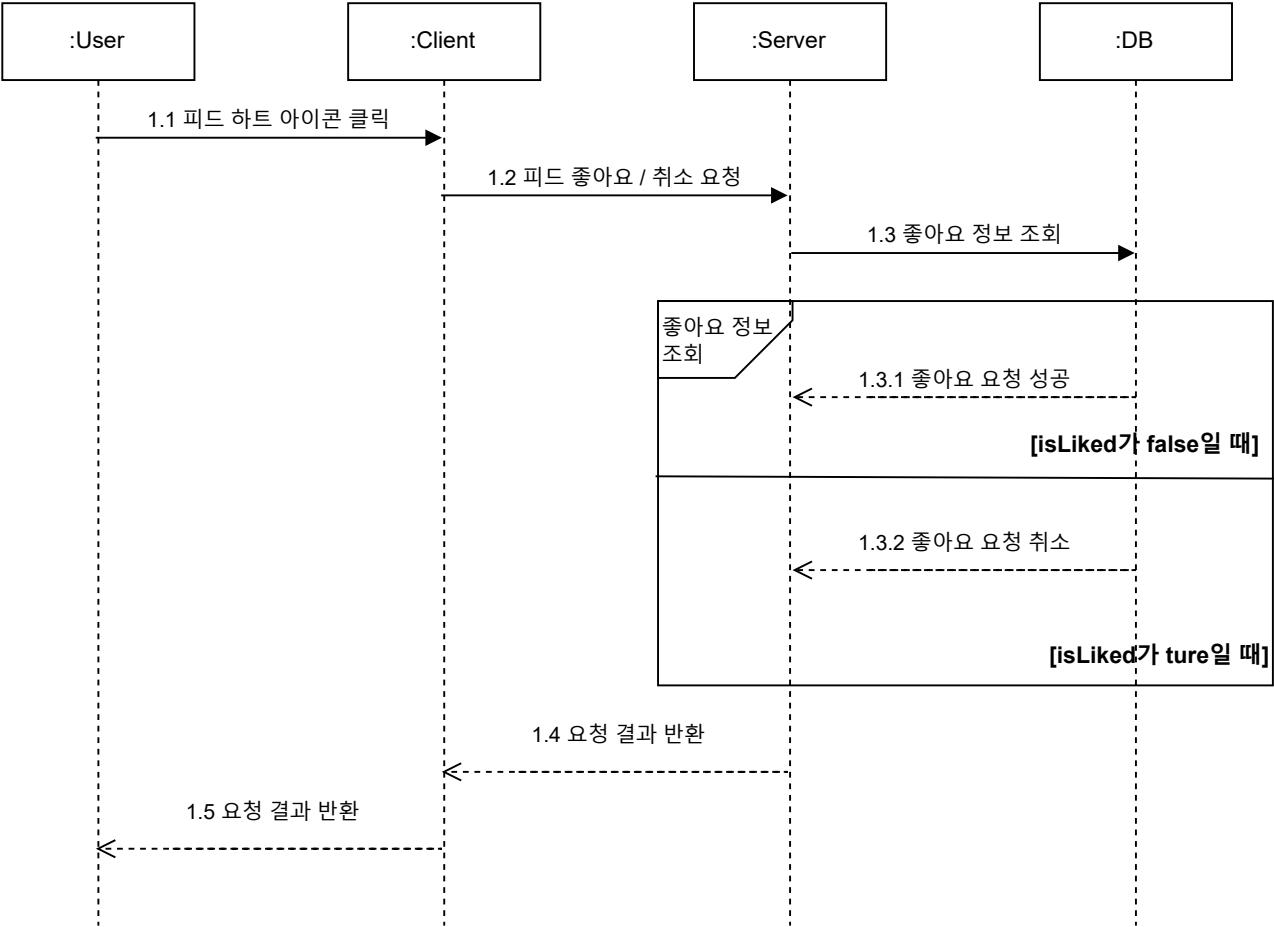 :User
:Client
:Server
:DB
1.1 피드 하트 아이콘 클릭
1.2 피드 좋아요 / 취소 요청
1.3 좋아요 정보 조회
좋아요 정보
조회
1.3.1 좋아요 요청 성공
[isLiked가 false일 때]
1.3.2 좋아요 요청 취소
[isLiked가 ture일 때]
1.4 요청 결과 반환
1.5 요청 결과 반환